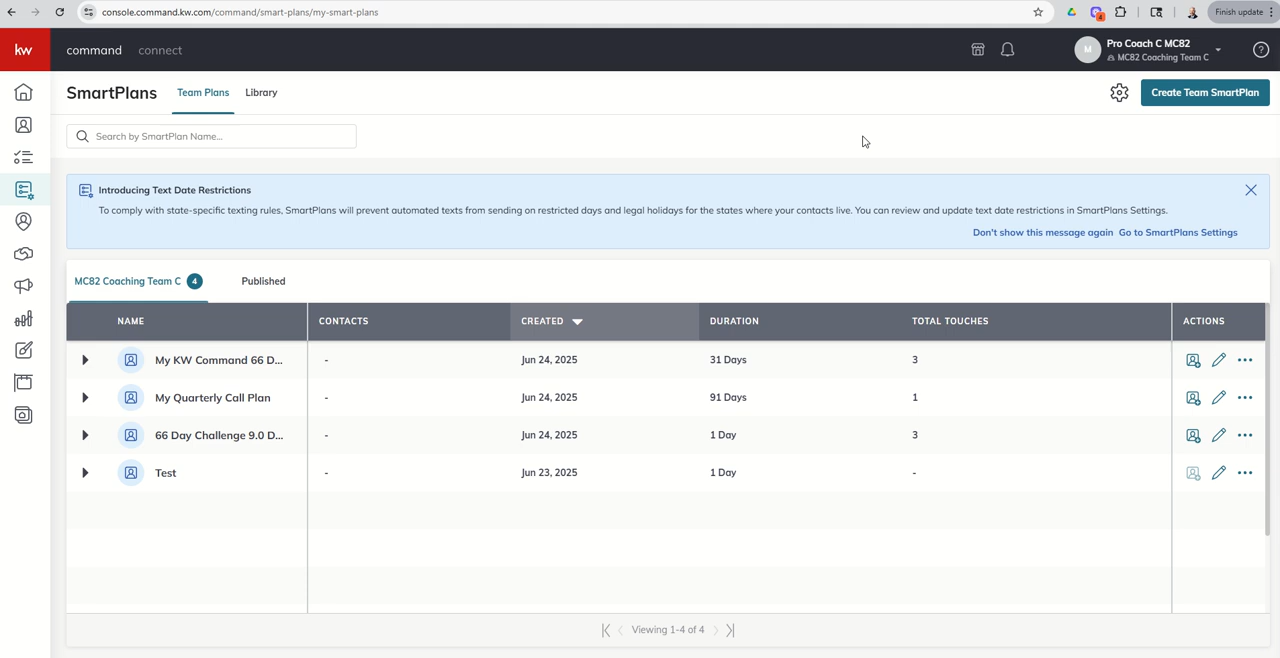 console.command.kw.com/command/smart-plans/my-smart-plans
4
Finish update
kw
command
connect
M
Pro Coach C MC82
MC82 Coaching Team C
?
SmartPlans
Team Plans
Library
Create Team SmartPlan
Search by SmartPlan Name...
Introducing Text Date Restrictions
To comply with state-specific texting rules, SmartPlans will prevent automated texts from sending on restricted days and legal holidays for the states where your contacts live. You can review and update text date restrictions in SmartPlans Settings.
Don't show this message again Go to SmartPlans Settings
MC82 Coaching Team C 4 Published
NAME CONTACTS CREATED DURATION TOTAL TOUCHES ACTIONS
My KW Command 66 D... - Jun 24, 2025 31 Days 3
My Quarterly Call Plan - Jun 24, 2025 91 Days 1
66 Day Challenge 9.0 D... - Jun 24, 2025 1 Day 3
Test - Jun 23, 2025 1 Day -
Viewing 1-4 of 4